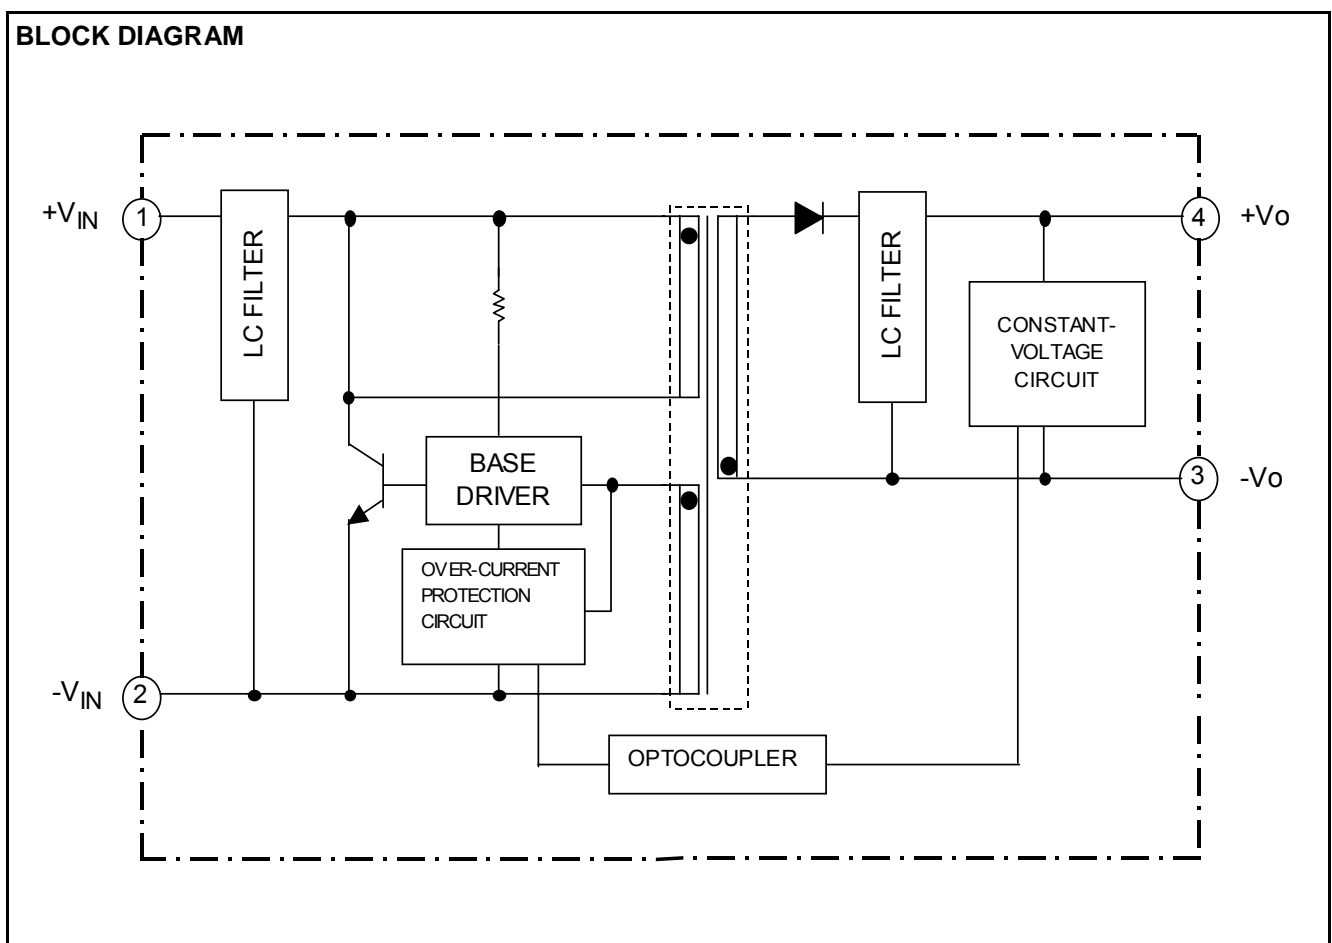 BLOCK DIAGRAM
+VIN
1
LC FILTER
LC FILTER
4
+Vo
CONSTANT-
VOLTAGE
CIRCUIT
BASE
DRIVER
3
-Vo
OVER-CURRENT
PROTECTION
CIRCUIT
-VIN
2
OPTOCOUPLER